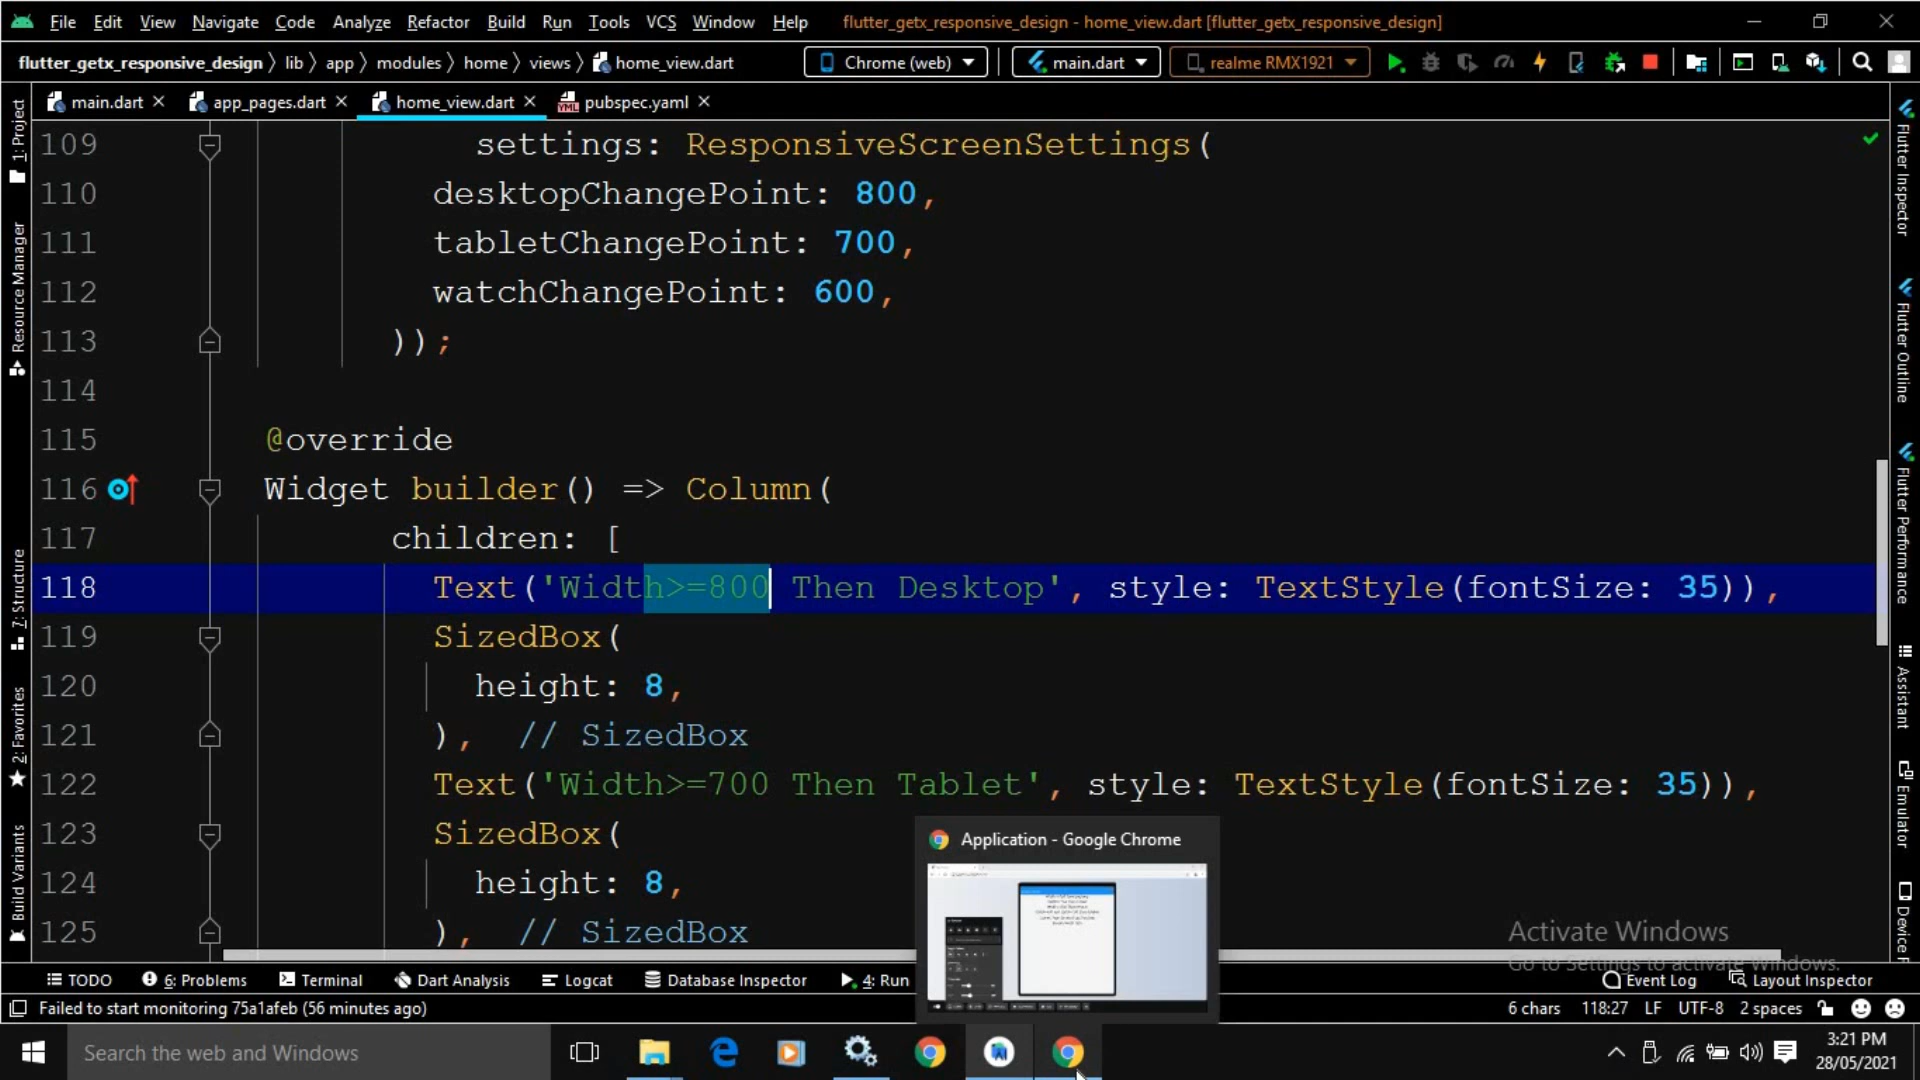 File Edit View Navigate Code Analyze Refactor Build Run Tools VCS Window Help flutter_getx_responsive_design - home_view.dart [flutter_getx_responsive_design]
flutter_getx_responsive_design lib app modules home views home_view.dart Chrome (web) main.dart realme RMX1921
main.dart app_pages.dart home_view.dart pubspec.yaml
1: Project
Resource Manager
7: Structure
2: Favorites
Build Variants
109 settings: ResponsiveScreenSettings(
110 desktopChangePoint: 800,
111 tabletChangePoint: 700,
112 watchChangePoint: 600,
113 ));
114
115 @override
116 Widget builder() => Column(
117 children: [
118 Text('Width>=800 Then Desktop', style: TextStyle(fontSize: 35)),
119 SizedBox(
120 height: 8,
121 ), // SizedBox
122 Text('Width>=700 Then Tablet', style: TextStyle(fontSize: 35)),
123 SizedBox(
124 height: 8,
125 ), // SizedBox
Flutter Inspector
Flutter Outline
Flutter Performance
Assistant
Emulator
Device F
Application - Google Chrome
Activate Windows
Go to Settings to activate Windows.
TODO 6: Problems Terminal Dart Analysis Logcat Database Inspector 4: Run Event Log Layout Inspector
Failed to start monitoring 75a1afeb (56 minutes ago) 6 chars 118:27 LF UTF-8 2 spaces
Search the web and Windows
3:21 PM
28/05/2021